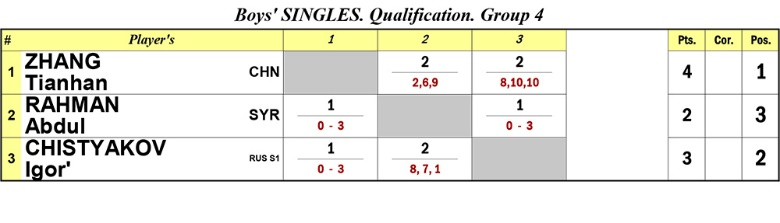 Boys' SINGLES. Qualification. Group 4
# Player's 1 2 3 Pts. Cor. Pos.
1 ZHANG Tianhan CHN 2 2 4 1
2,6,9 8,10,10
2 RAHMAN Abdul SYR 1 1 2 3
0 - 3 0 - 3
3 CHISTYAKOV Igor' RUS S1 1 2 3 2
0 - 3 8, 7, 1